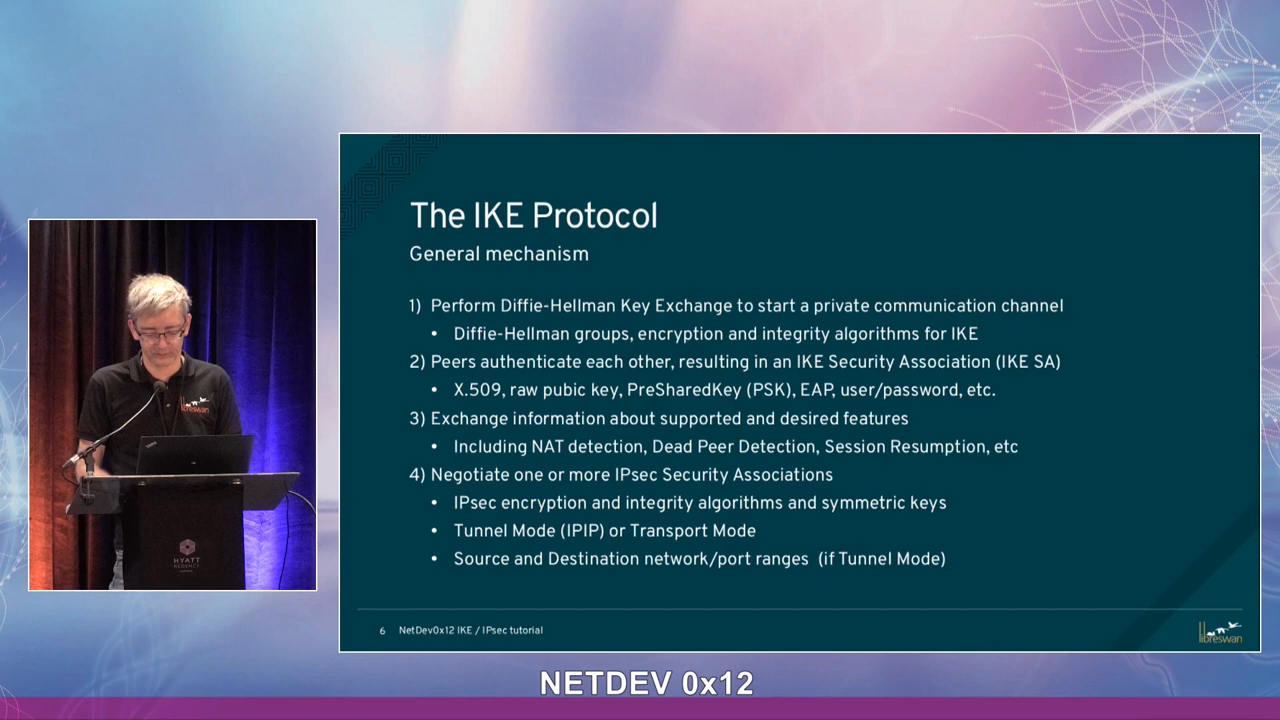 The IKE Protocol
General mechanism
1) Perform Diffie-Hellman Key Exchange to start a private communication channel
• Diffie-Hellman groups, encryption and integrity algorithms for IKE
2) Peers authenticate each other, resulting in an IKE Security Association (IKE SA)
• X.509, raw pubic key, PreSharedKey (PSK), EAP, user/password, etc.
3) Exchange information about supported and desired features
• Including NAT detection, Dead Peer Detection, Session Resumption, etc
4) Negotiate one or more IPsec Security Associations
• IPsec encryption and integrity algorithms and symmetric keys
• Tunnel Mode (IPIP) or Transport Mode
• Source and Destination network/port ranges (if Tunnel Mode)
6 NetDev0x12 IKE / IPsec tutorial
libreswan
libreswan
HYATT
REGENCY
NETDEV 0x12